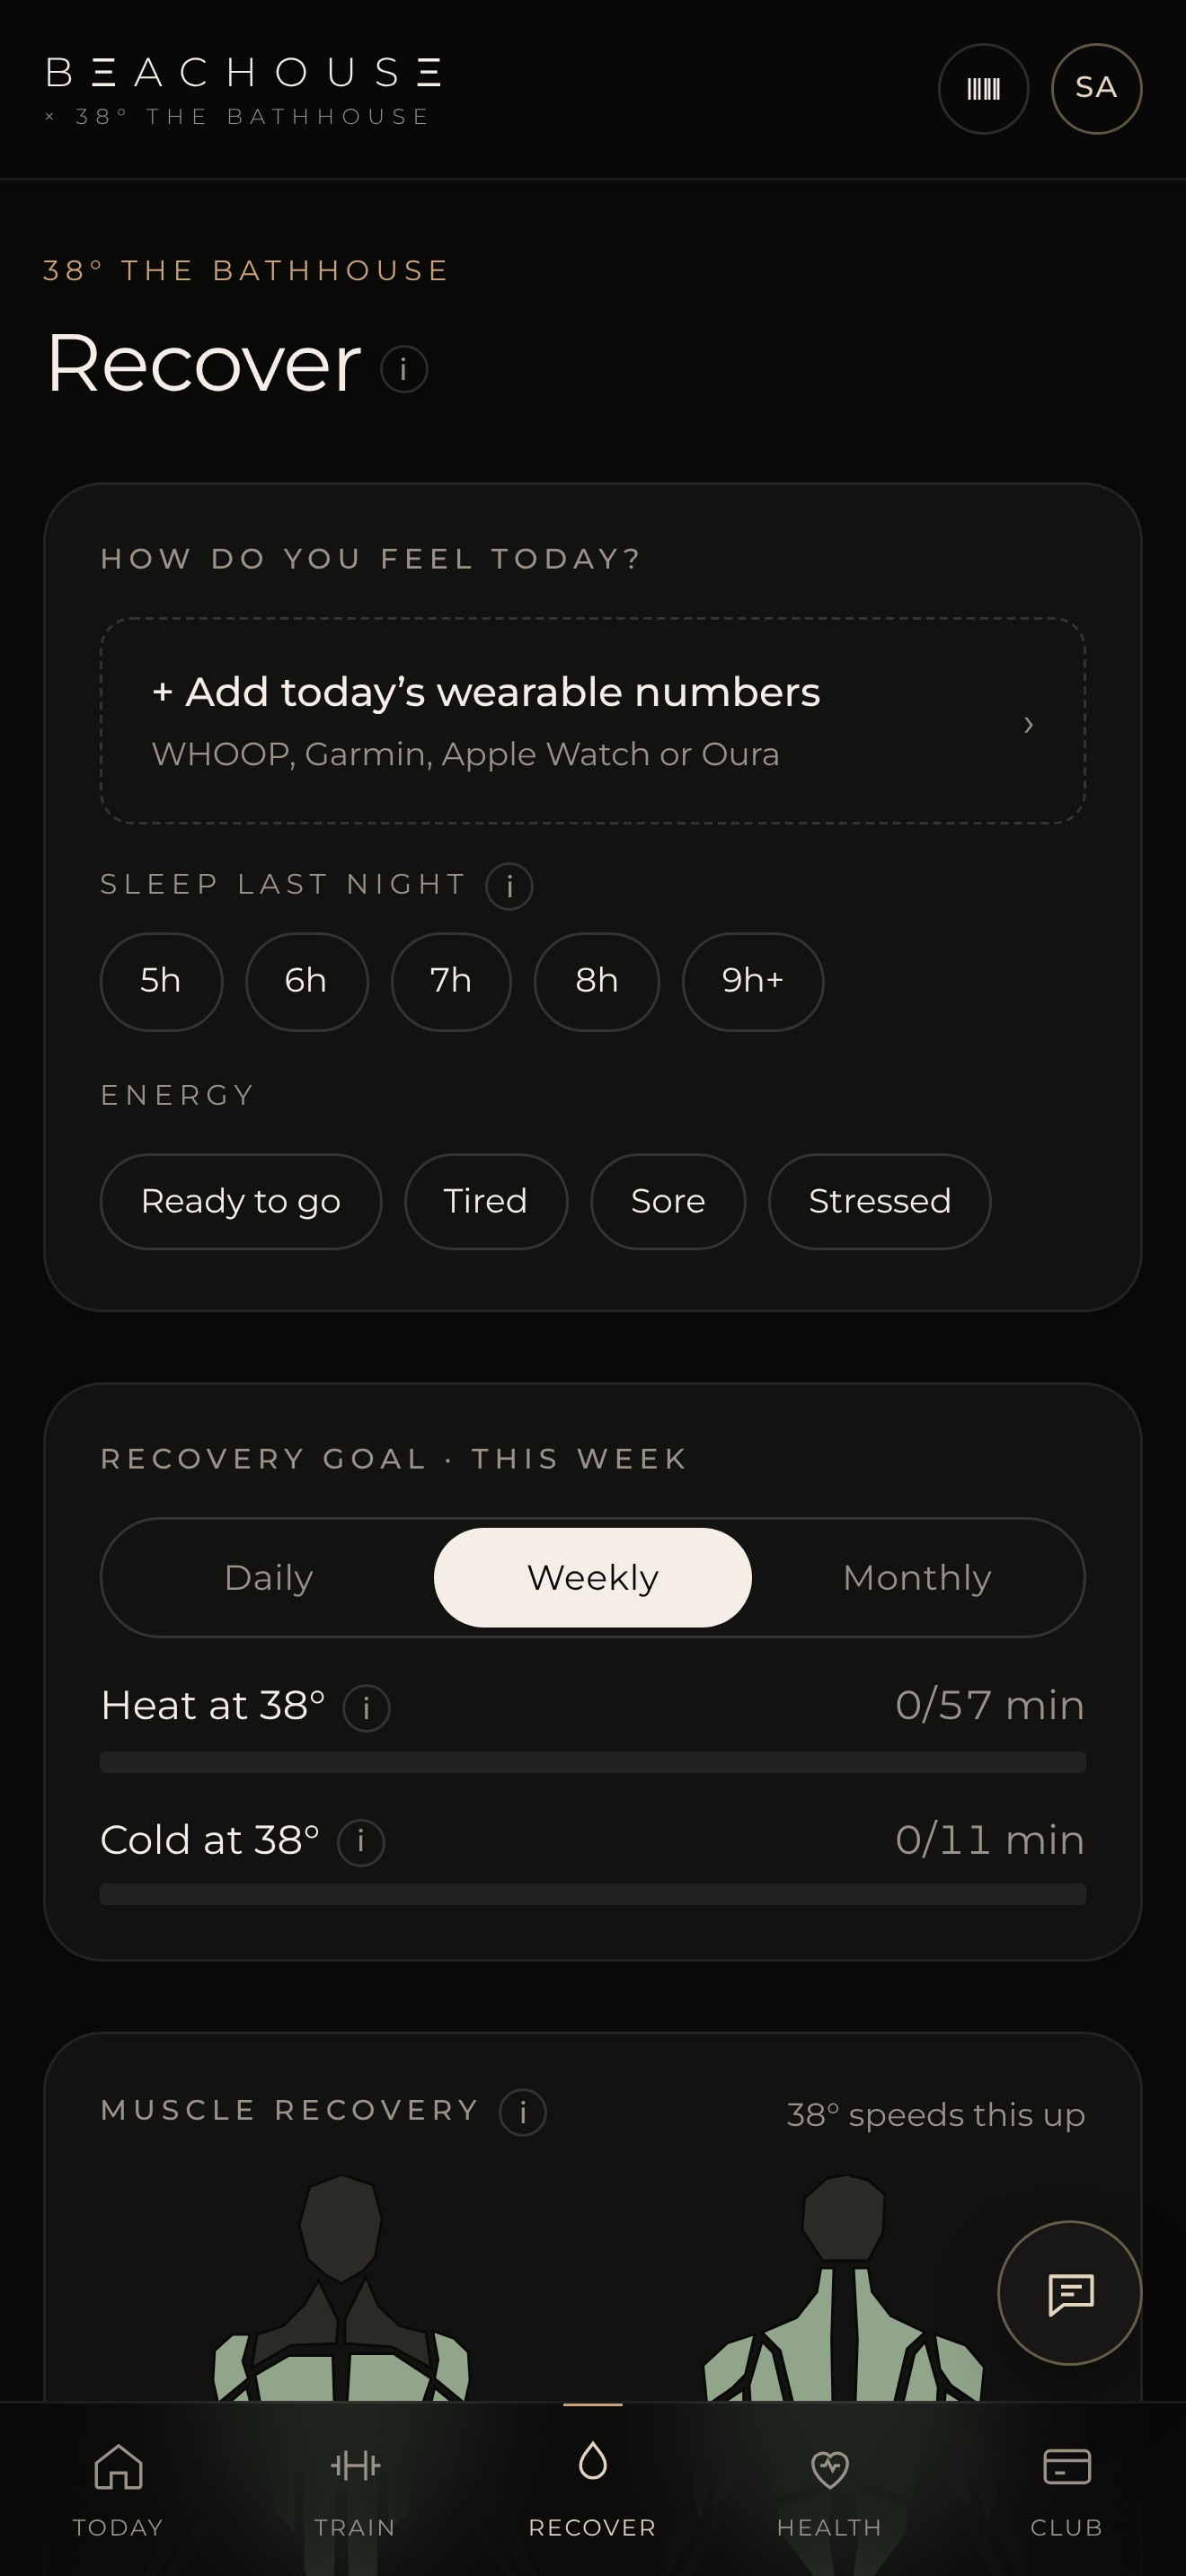 BEACHOUSE
× 38° THE BATHHOUSE
SA
38° THE BATHHOUSE
Recover i
HOW DO YOU FEEL TODAY?
+ Add today’s wearable numbers
WHOOP, Garmin, Apple Watch or Oura
›
SLEEP LAST NIGHT i
5h 6h 7h 8h 9h+
ENERGY
Ready to go Tired Sore Stressed
RECOVERY GOAL · THIS WEEK
Daily Weekly Monthly
Heat at 38° i 0/57 min
Cold at 38° i 0/11 min
MUSCLE RECOVERY i 38° speeds this up
TODAY TRAIN RECOVER HEALTH CLUB